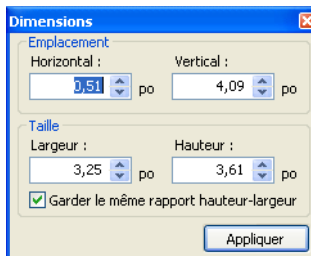 Dimensions
Emplacement
Horizontal : Vertical :
0,51 po 4,09 po
Taille
Largeur : Hauteur :
3,25 po 3,61 po
Garder le même rapport hauteur-largeur
Appliquer